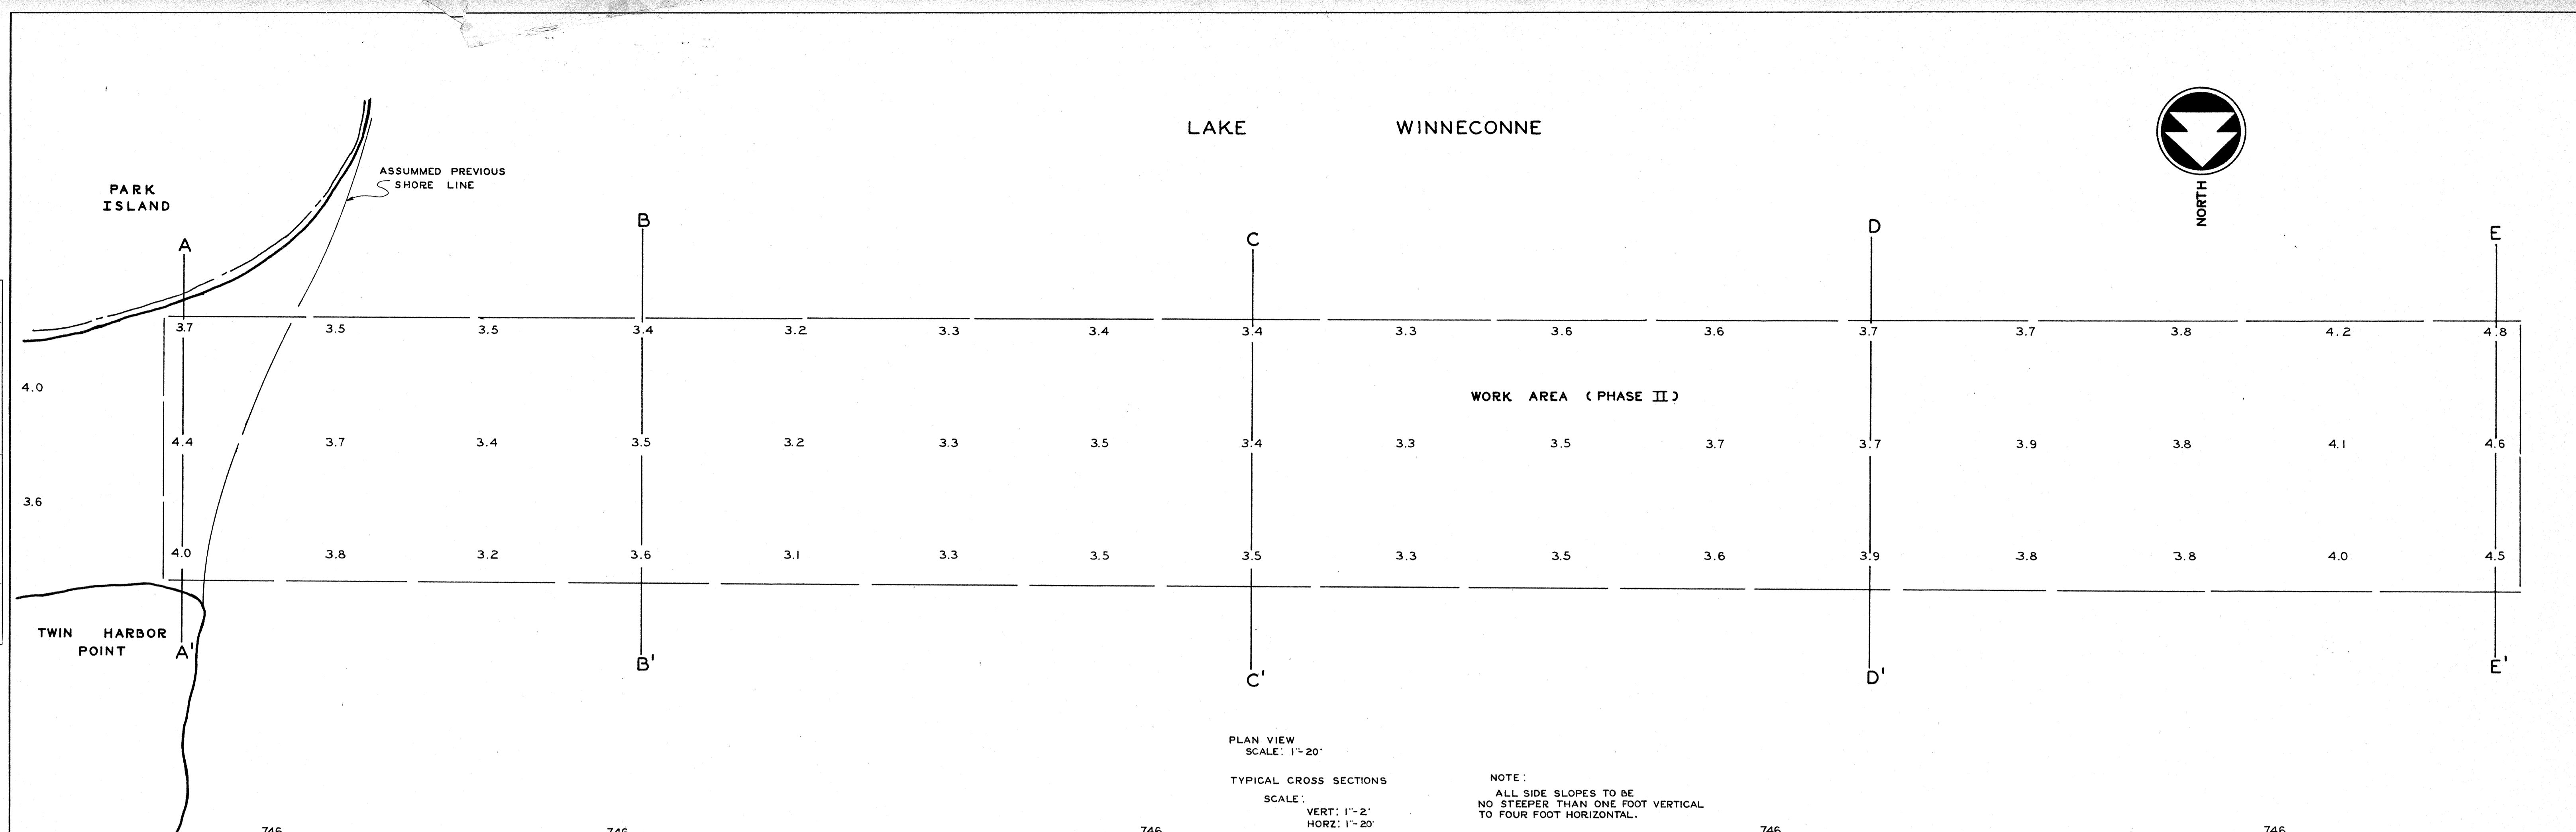 LAKE WINNECONNE
NORTH
ASSUMMED PREVIOUS
SHORE LINE
PARK
ISLAND
A
B
C
D
E
3.7 3.5 3.5 3.4 3.2 3.3 3.4 3.4 3.3 3.6 3.6 3.7 3.7 3.8 4.2 4.8
4.0
WORK AREA (PHASE II)
4.4 3.7 3.4 3.5 3.2 3.3 3.5 3.4 3.3 3.5 3.7 3.7 3.9 3.8 4.1 4.6
3.6
4.0 3.8 3.2 3.6 3.1 3.3 3.5 3.5 3.3 3.5 3.6 3.9 3.8 3.8 4.0 4.5
TWIN HARBOR
POINT
A'
B'
C'
D'
E'
PLAN VIEW
SCALE: 1"-20'
TYPICAL CROSS SECTIONS
SCALE:
VERT: 1"-2'
HORZ: 1"-20'
NOTE:
ALL SIDE SLOPES TO BE
NO STEEPER THAN ONE FOOT VERTICAL
TO FOUR FOOT HORIZONTAL.
746 746 746 746 746